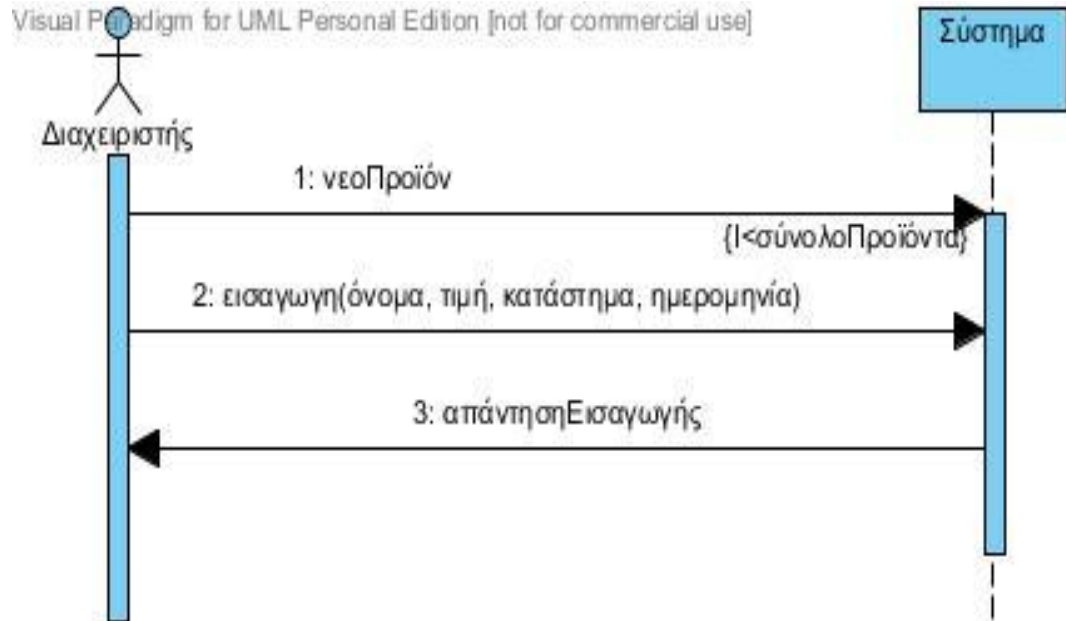 Visual Paradigm for UML Personal Edition [not for commercial use]
Σύστημα
Διαχειριστής
1: νεοΠροϊόν
{Ι<σύνολοΠροϊόντα}
2: εισαγωγη(όνομα, τιμή, κατάστημα, ημερομηνία)
3: απάντησηΕισαγωγής